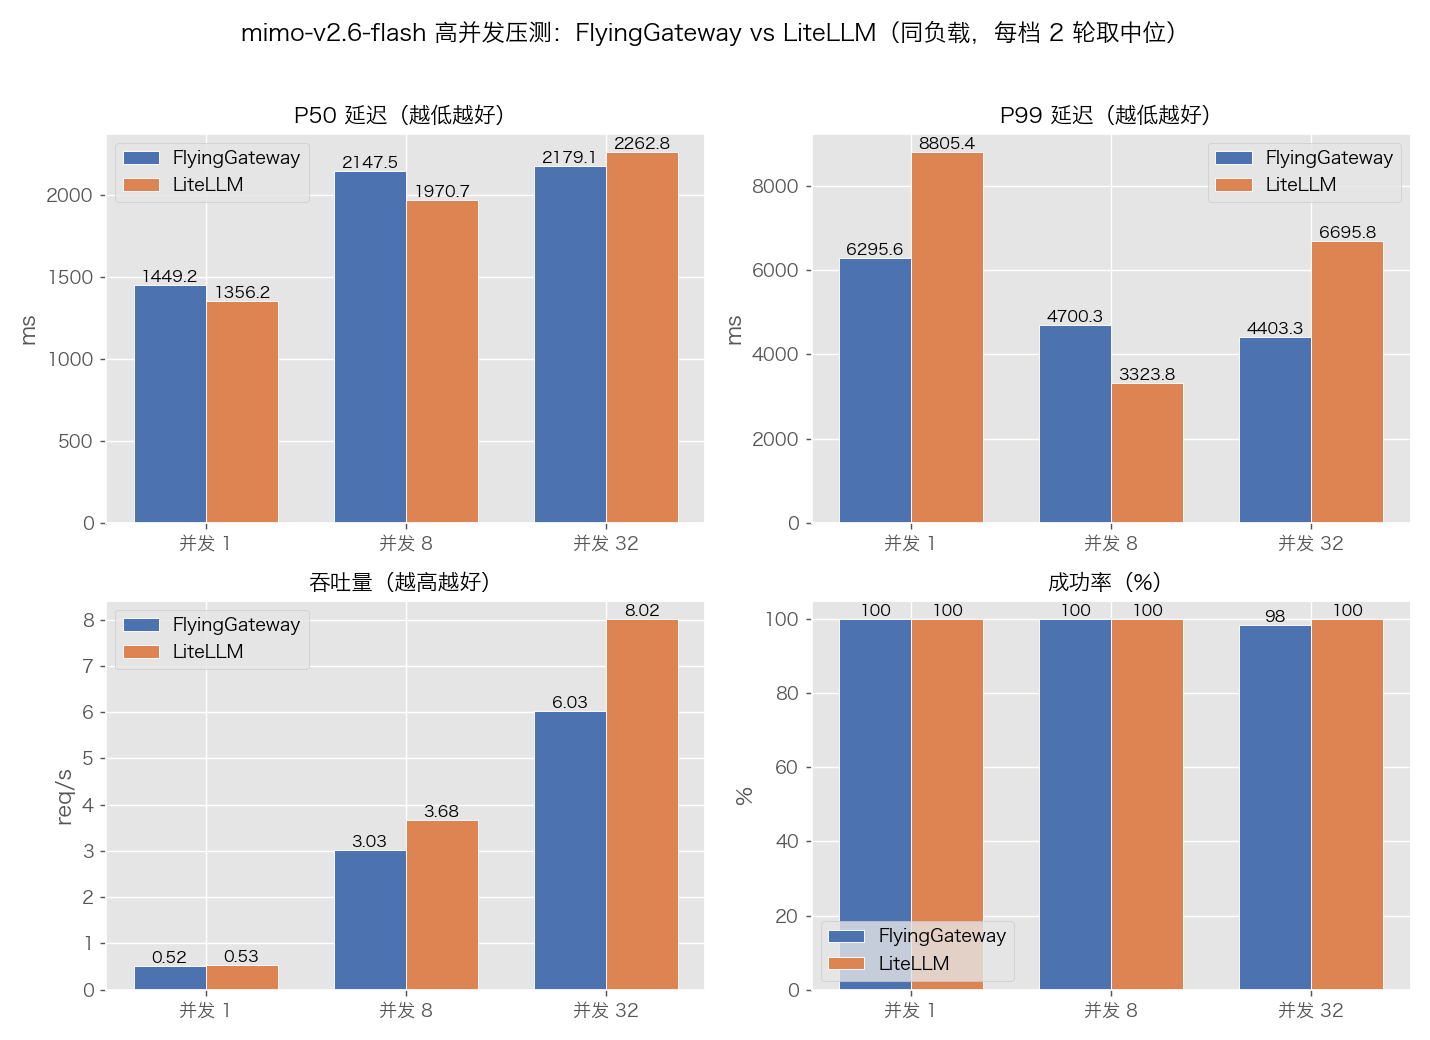 mimo-v2.6-flash 高并发压测：FlyingGateway vs LiteLLM（同负载，每档 2 轮取中位）
P50 延迟（越低越好）
FlyingGateway
LiteLLM
ms
2000
1500
1000
500
0
1449.2
1356.2
2147.5
1970.7
2179.1
2262.8
并发 1
并发 8
并发 32
P99 延迟（越低越好）
FlyingGateway
LiteLLM
ms
8000
6000
4000
2000
0
6295.6
8805.4
4700.3
3323.8
4403.3
6695.8
并发 1
并发 8
并发 32
吞吐量（越高越好）
FlyingGateway
LiteLLM
req/s
8
7
6
5
4
3
2
1
0
0.52
0.53
3.03
3.68
6.03
8.02
并发 1
并发 8
并发 32
成功率（%）
%
100
80
60
40
20
0
100
100
100
100
98
100
FlyingGateway
LiteLLM
并发 1
并发 8
并发 32